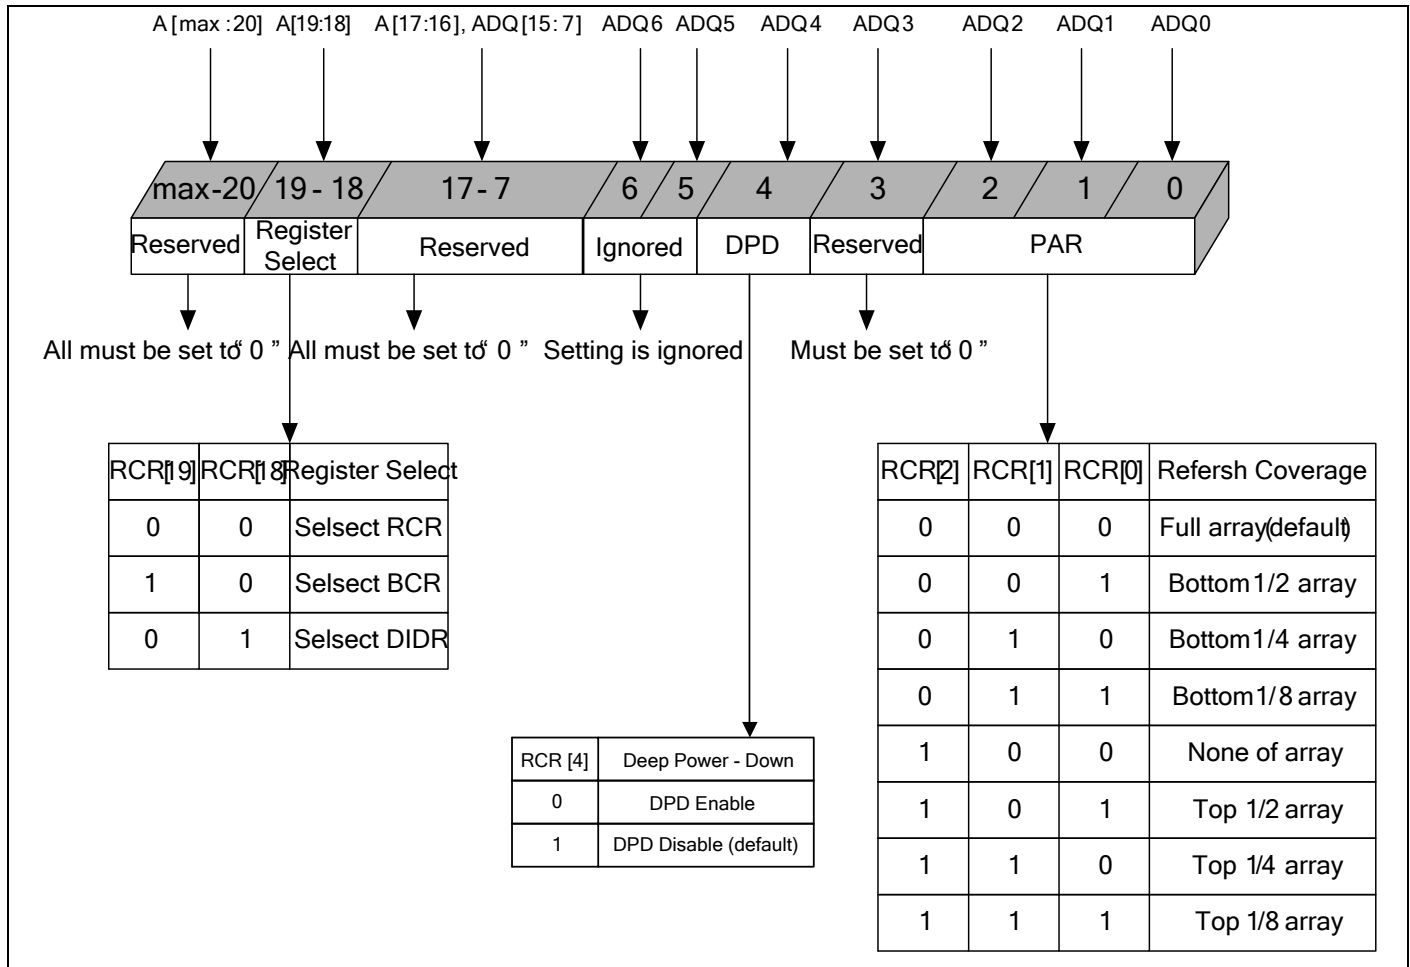 A[max :20] A[19:18] A[17:16], ADQ[15:7] ADQ6 ADQ5 ADQ4 ADQ3 ADQ2 ADQ1 ADQ0
max-20 19 - 18 17 - 7 6 5 4 3 2 1 0
Reserved Register Select Reserved Ignored DPD Reserved PAR
All must be set to“ 0 ” All must be set to“ 0 ” Setting is ignored Must be set to“ 0 ”
RCR[19] RCR[18] Register Select
0 0 Selsect RCR
1 0 Selsect BCR
0 1 Selsect DIDR
RCR [4] Deep Power - Down
0 DPD Enable
1 DPD Disable (default)
RCR[2] RCR[1] RCR[0] Refersh Coverage
0 0 0 Full array(default)
0 0 1 Bottom 1/2 array
0 1 0 Bottom 1/4 array
0 1 1 Bottom 1/8 array
1 0 0 None of array
1 0 1 Top 1/2 array
1 1 0 Top 1/4 array
1 1 1 Top 1/8 array